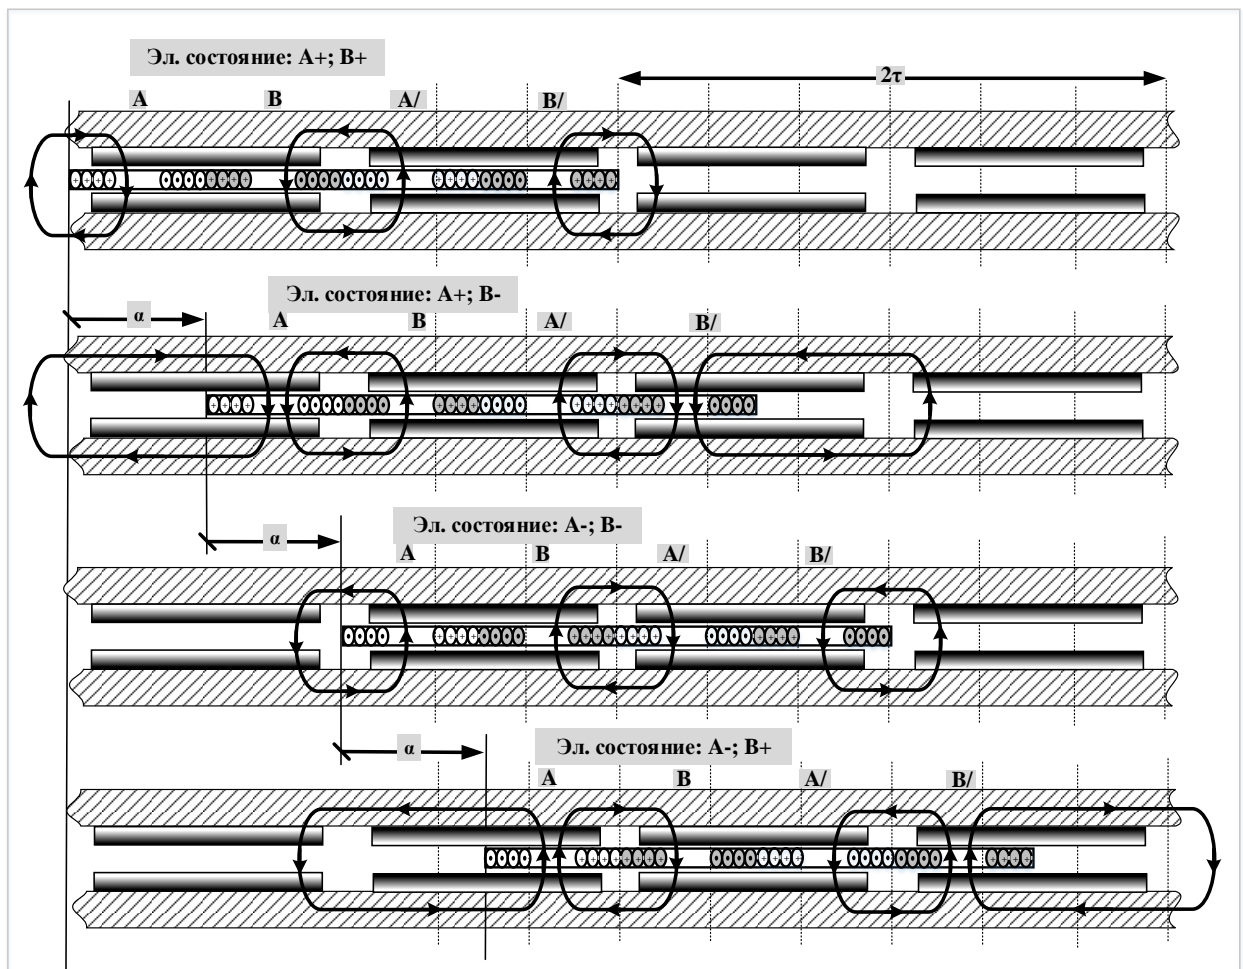 Эл. состояние: А+; В+
2τ
А В А/ В/
Эл. состояние: А+; В-
α
А В А/ В/
Эл. состояние: А-; В-
α
А В А/ В/
Эл. состояние: А-; В+
α
А В А/ В/